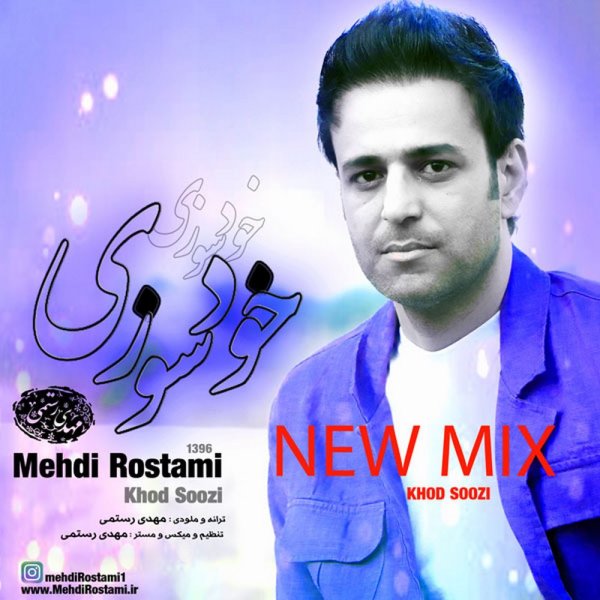 خودسوزی
خودسوزی
مهدی رستمی
1396
Mehdi Rostami
Khod Soozi
NEW MIX
KHOD SOOZI
ترانه و ملودی : مهدی رستمی
تنظیم و میکس و مستر : مهدی رستمی
mehdiRostami1
www.MehdiRostami.ir